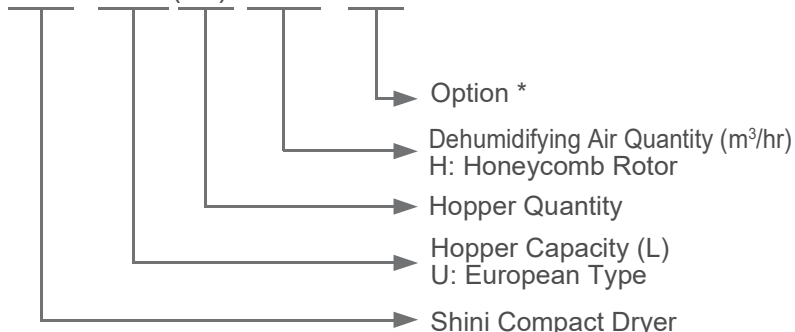 Option *
Dehumidifying Air Quantity (m³/hr)
H: Honeycomb Rotor
Hopper Quantity
Hopper Capacity (L)
U: European Type
Shini Compact Dryer